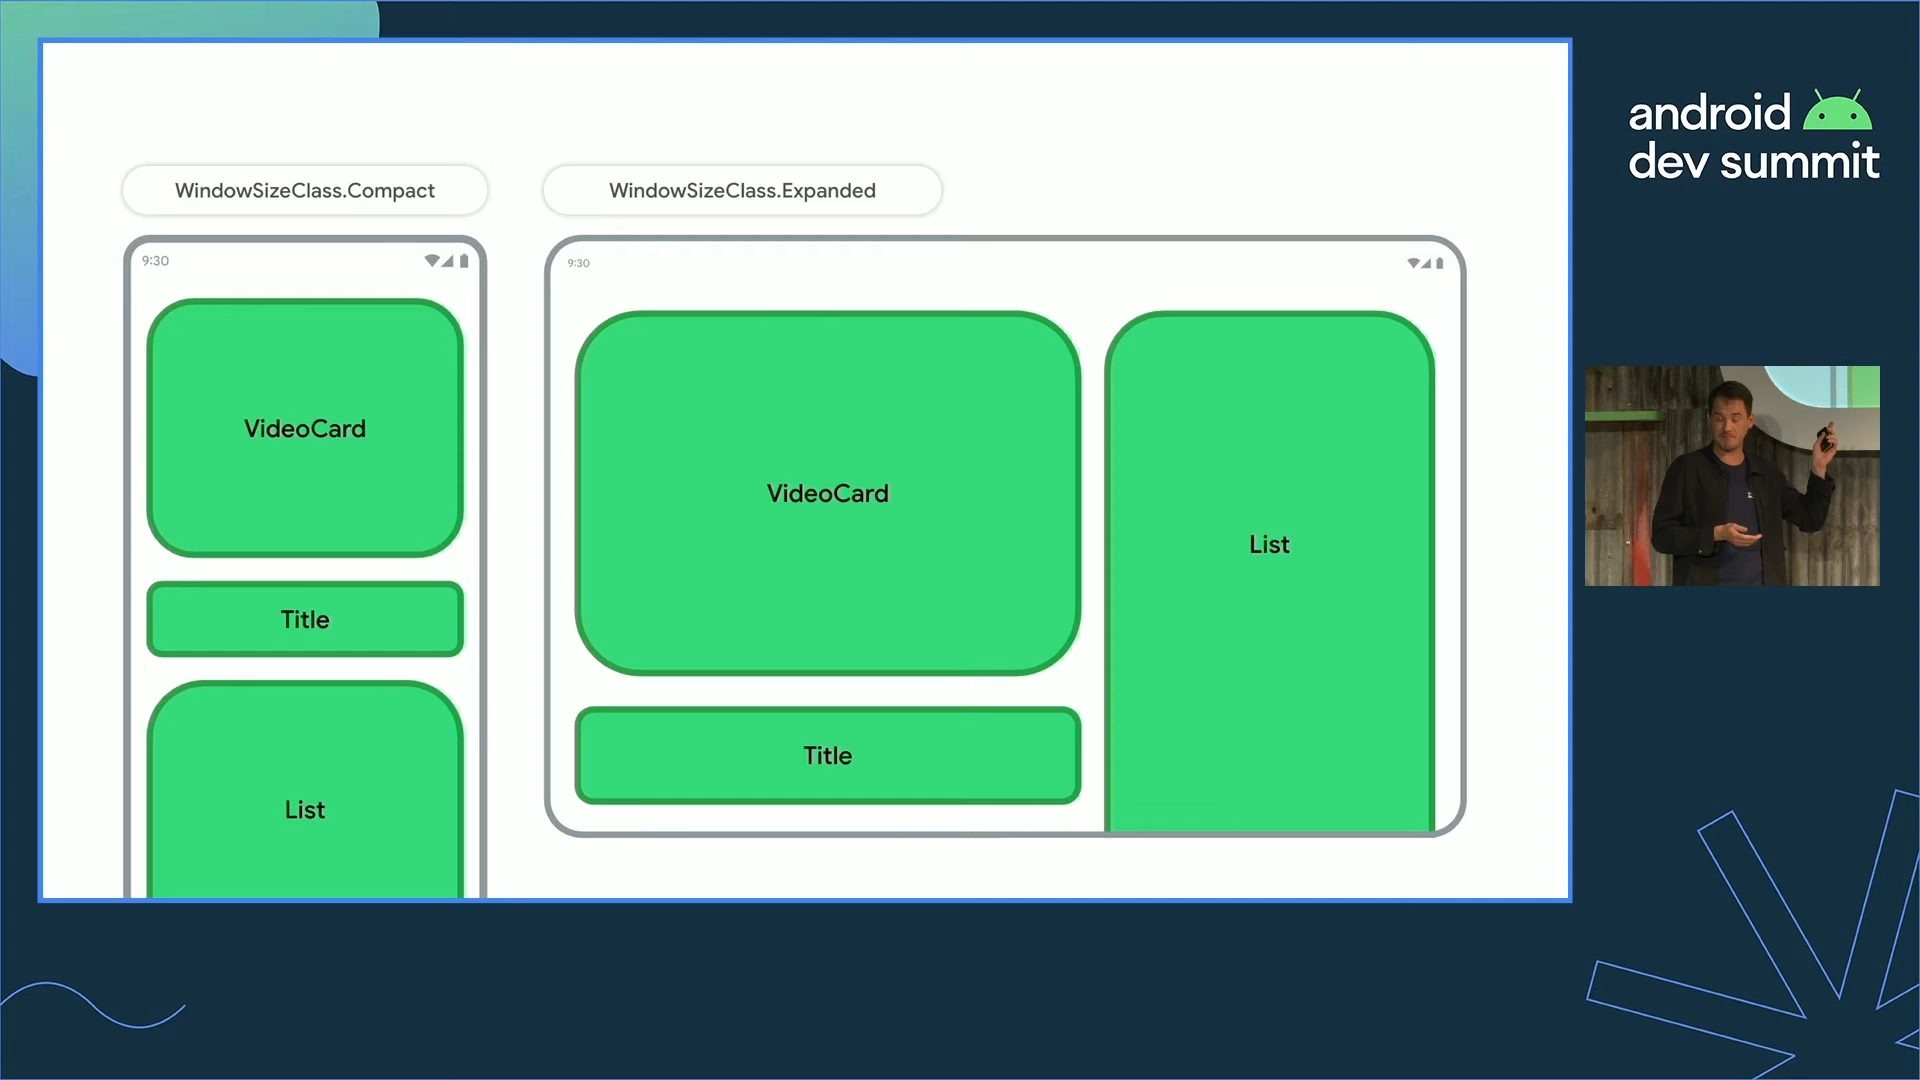 WindowSizeClass.Compact
9:30
VideoCard
Title
List
WindowSizeClass.Expanded
9:30
VideoCard
Title
List
android
dev summit